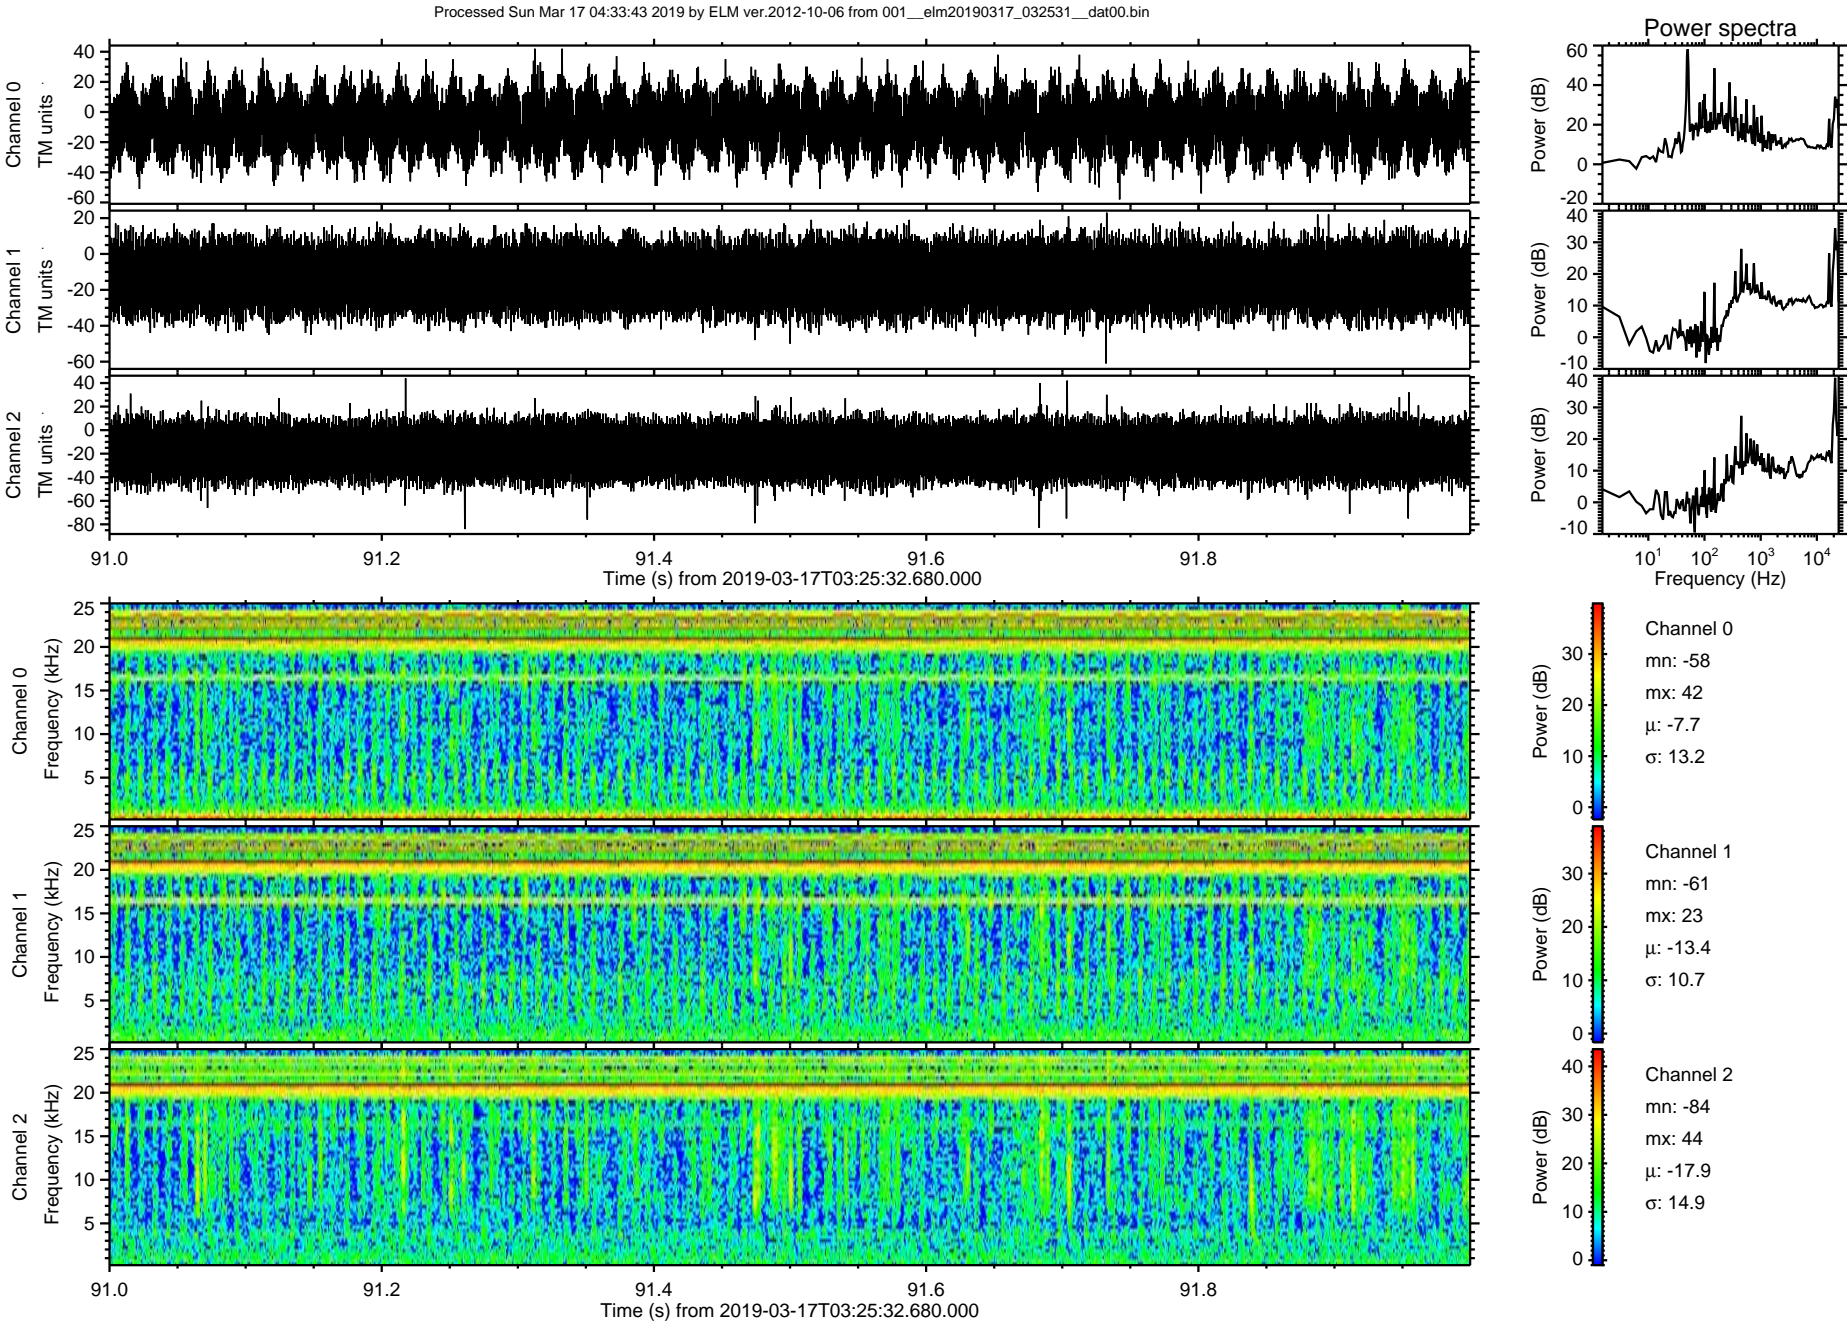 Processed Sun Mar 17 04:33:43 2019 by ELM ver.2012-10-06 from 001__elm20190317_032531__dat00.bin
Power spectra
Channel 0
TM units
40
20
0
-20
-40
-60
Power (dB)
60
40
20
0
-20
Channel 1
TM units
20
0
-20
-40
-60
Power (dB)
40
30
20
10
0
-10
Channel 2
TM units
40
20
0
-20
-40
-60
-80
Power (dB)
40
30
20
10
0
-10
91.0 91.2 91.4 91.6 91.8
Time (s) from 2019-03-17T03:25:32.680.000
10¹ 10² 10³ 10⁴
Frequency (Hz)
Channel 0
Frequency (kHz)
25
20
15
10
5
Power (dB)
30
20
10
0
Channel 0
mn: -58
mx: 42
μ: -7.7
σ: 13.2
Channel 1
Frequency (kHz)
25
20
15
10
5
Power (dB)
30
20
10
0
Channel 1
mn: -61
mx: 23
μ: -13.4
σ: 10.7
Channel 2
Frequency (kHz)
25
20
15
10
5
Power (dB)
40
30
20
10
0
Channel 2
mn: -84
mx: 44
μ: -17.9
σ: 14.9
91.0 91.2 91.4 91.6 91.8
Time (s) from 2019-03-17T03:25:32.680.000